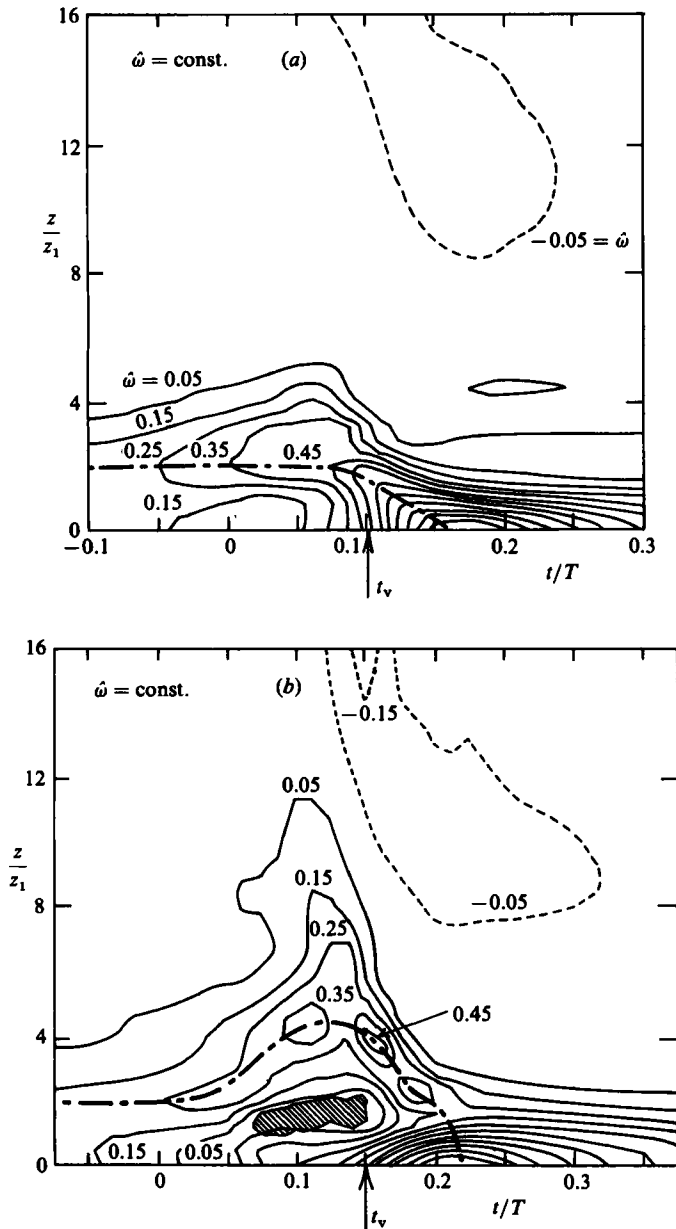 16
ω̂ = const.
(a)
12
z
z₁
−0.05 = ω̂
8
ω̂ = 0.05
4
0.15
0.25
0.35
0.45
0.15
0
−0.1
0
0.1
0.2
0.3
t/T
tᵥ
16
ω̂ = const.
(b)
−0.15
12
0.05
z
z₁
0.15
8
−0.05
0.25
0.35
0.45
4
0.15
0.05
0
0
0.1
0.2
0.3
t/T
tᵥ